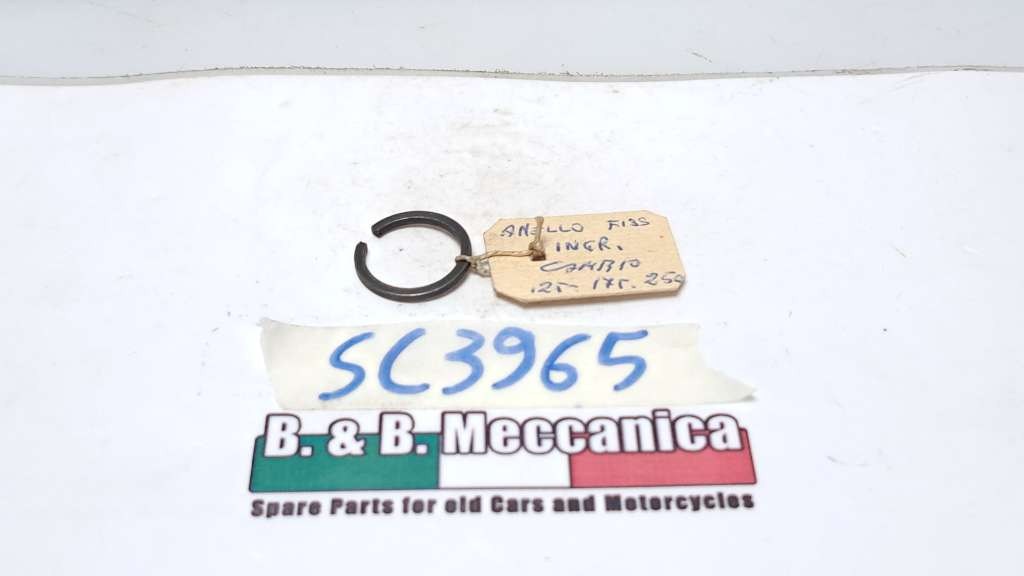 ANELLO FISS
INGR.
CAMBIO
125- 175. 250
SC3965
B. & B. Meccanica
Spare Parts for old Cars and Motorcycles